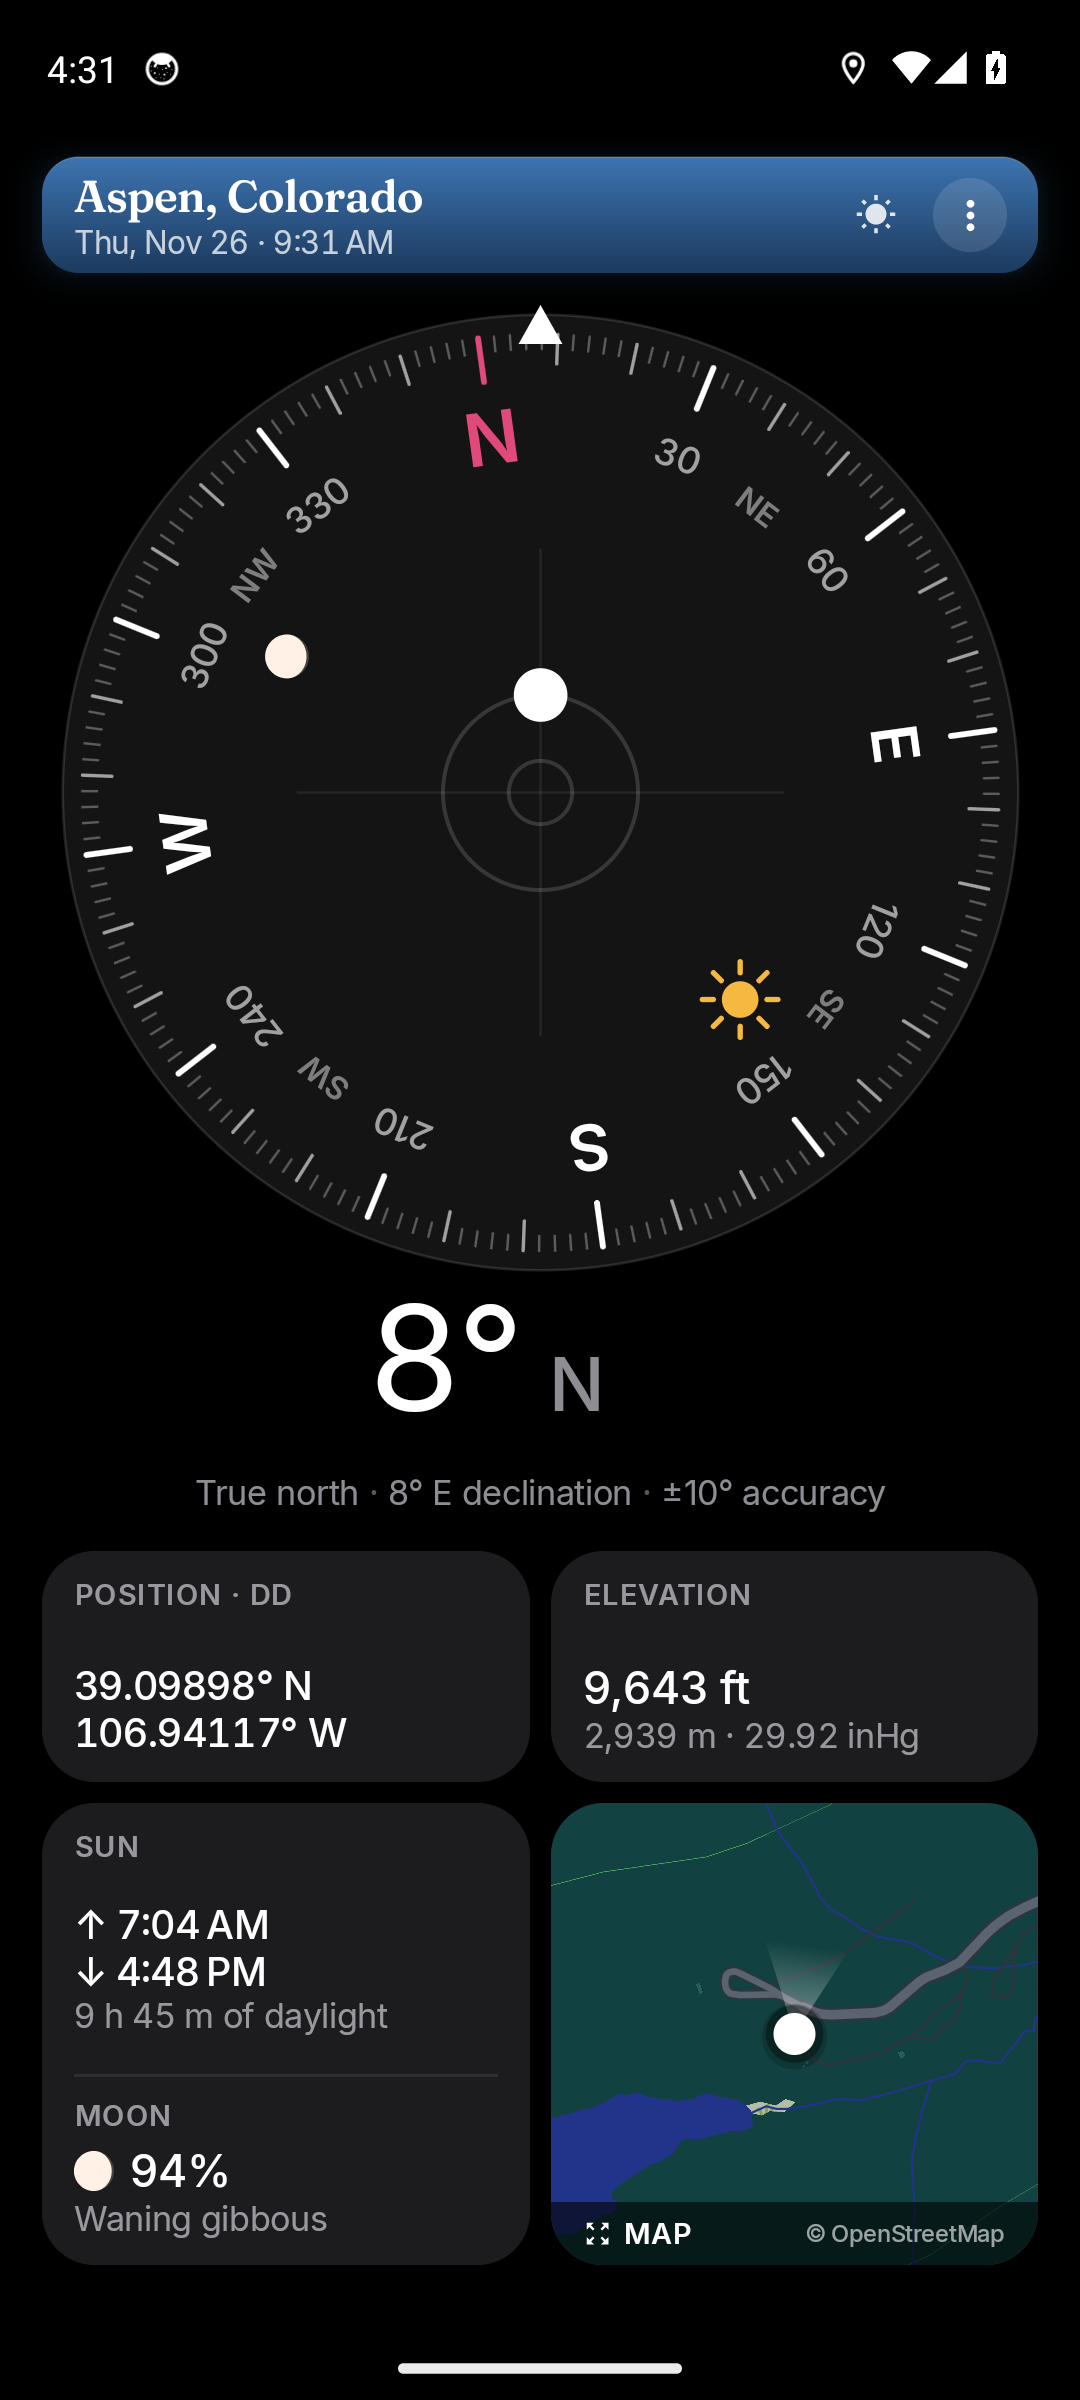 4:31
Aspen, Colorado
Thu, Nov 26 · 9:31 AM
N
30
NE
60
E
120
SE
150
S
210
SW
240
W
300
NW
330
8° N
True north · 8° E declination · ±10° accuracy
POSITION · DD
39.09898° N
106.94117° W
ELEVATION
9,643 ft
2,939 m · 29.92 inHg
SUN
↑ 7:04 AM
↓ 4:48 PM
9 h 45 m of daylight
MOON
94%
Waning gibbous
MAP
© OpenStreetMap